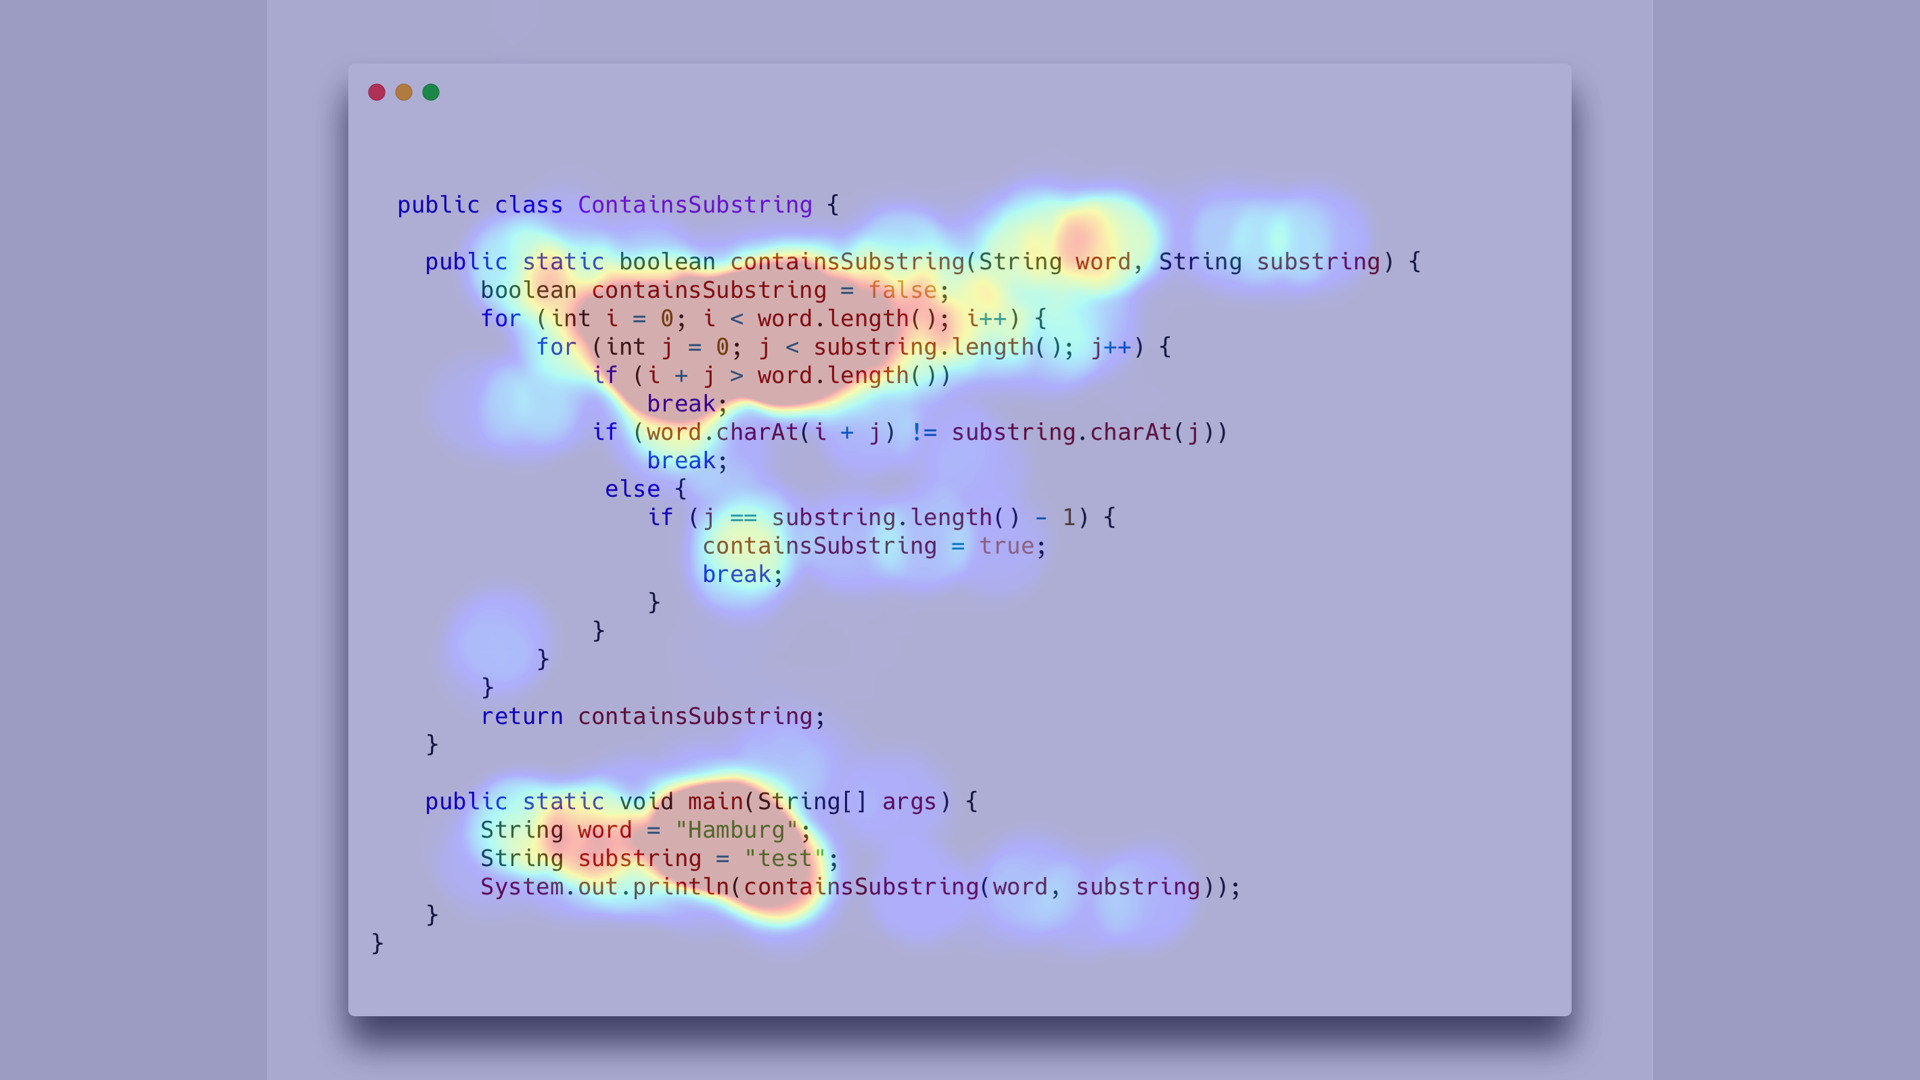 public class ContainsSubstring {
public static boolean containsSubstring(String word, String substring) {
boolean containsSubstring = false;
for (int i = 0; i < word.length(); i++) {
for (int j = 0; j < substring.length(); j++) {
if (i + j > word.length())
break;
if (word.charAt(i + j) != substring.charAt(j))
break;
else {
if (j == substring.length() - 1) {
containsSubstring = true;
break;
}
}
}
}
return containsSubstring;
}
public static void main(String[] args) {
String word = "Hamburg";
String substring = "test";
System.out.println(containsSubstring(word, substring));
}
}